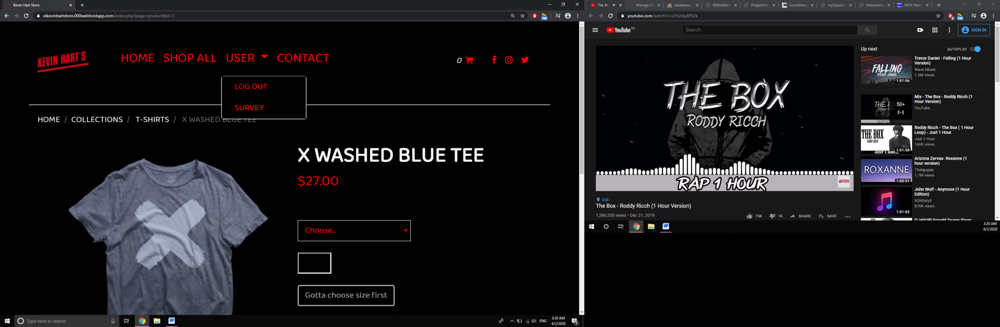 Kevin Hart Store
elkevinhartstore.000webhostapp.com/index.php?page=product&id=1
100
KEVIN HART'S
HOME SHOP ALL USER CONTACT
0
LOG OUT
SURVEY
HOME / COLLECTIONS / T-SHIRTS / X WASHED BLUE TEE
X WASHED BLUE TEE
$27.00
Choose...
Gotta choose size first
Type here to search
ENG
3:20 AM
4/2/2020
2
The Bo
Manage Da
databases-
000webhos
Pregled bo
hometheat
mySquare.p
dokumenta
MD5 Hash
youtube.com/watch?v=oTb2dg4PB2k
6
100
YouTube RS
Search
SIGN IN
THE BOX
RODDY RICCH
RAP 1 HOUR
USA
The Box - Roddy Ricch (1 Hour Version)
1,590,555 views • Dec 21, 2019
15K 1K SHARE SAVE
Up next
AUTOPLAY
FALLING
TREVOR DANIEL
1:01:06
Trevor Daniel - Falling (1 Hour
Version)
Wave Music
1.6M views
THE BO
50+
Mix - The Box - Roddy Ricch (1
Hour Version)
YouTube
THE BOX
RODDY RICCH
JUST 1 HOUR
1:01:58
Roddy Ricch - The Box ( 1 Hour
Loop) - Just 1 Hour
Just 1 Hour
160K views
ROXANNE
1:00:51
Arizona Zervas- Roxanne (1
hour version)
Thatguyjay
1.7M views
1:01:03
John Wolf - Anymore (1 Hour
Edition)
XGh0styX
870K views
[1 HOUR] Donald Trump Sings
3:20 AM
4/2/2020